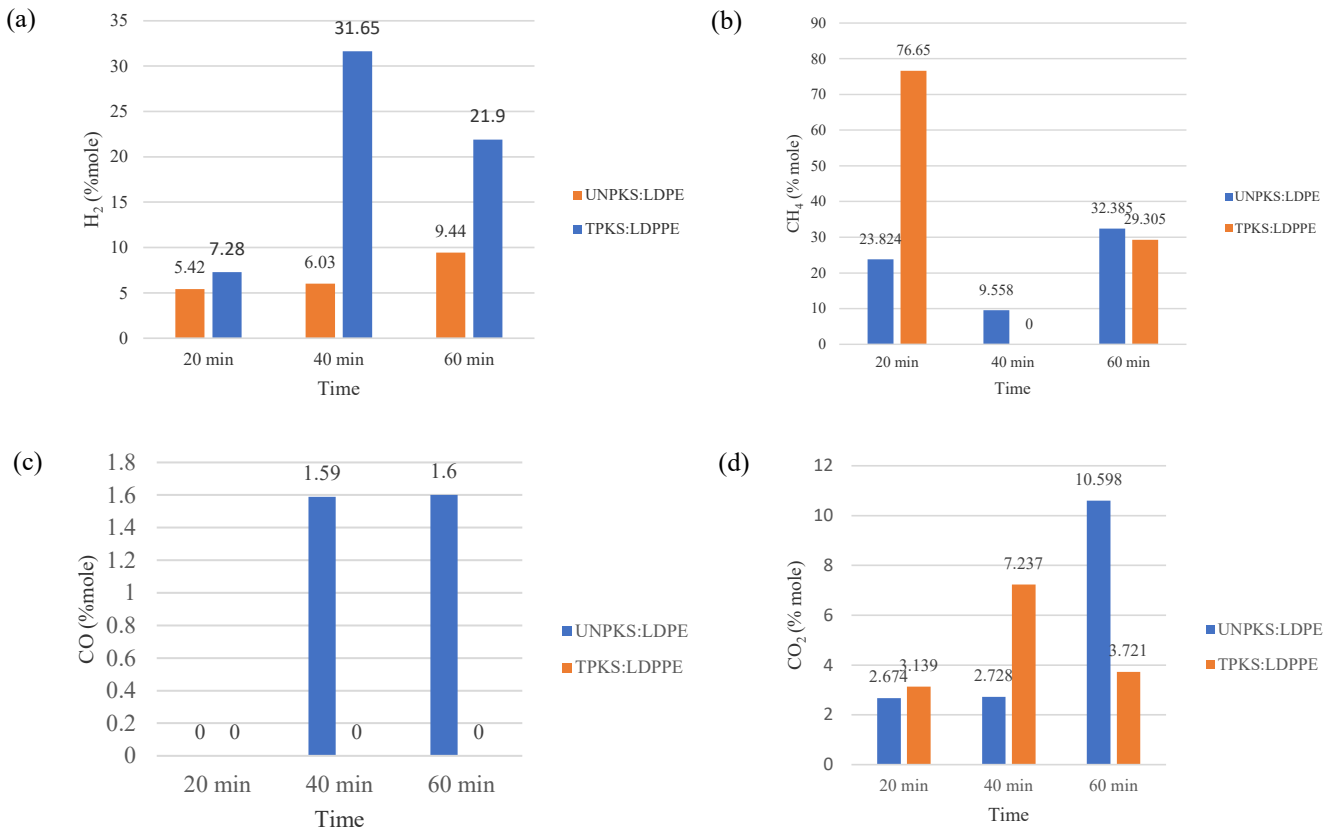 (a)
35
30
25
20
15
10
5
0
H₂ (%mole)
5.42
7.28
6.03
31.65
9.44
21.9
20 min
40 min
60 min
Time
UNPKS:LDPE
TPKS:LDPPE
(b)
90
80
70
60
50
40
30
20
10
0
CH₄ (% mole)
23.824
76.65
9.558
0
32.385
29.305
20 min
40 min
60 min
Time
UNPKS:LDPE
TPKS:LDPPE
(c)
1.8
1.6
1.4
1.2
1
0.8
0.6
0.4
0.2
0
CO (%mole)
0
0
1.59
0
1.6
0
20 min
40 min
60 min
Time
UNPKS:LDPE
TPKS:LDPPE
(d)
12
10
8
6
4
2
0
CO₂ (% mole)
2.674
3.139
2.728
7.237
10.598
3.721
20 min
40 min
60 min
Time
UNPKS:LDPE
TPKS:LDPPE